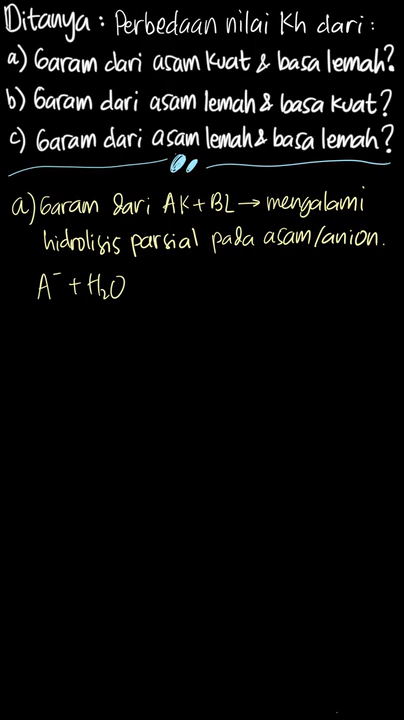 Ditanya : Perbedaan nilai Kh dari :
a) Garam dari asam kuat & basa lemah?
b) Garam dari asam lemah & basa kuat?
c) Garam dari asam lemah & basa lemah?
a) Garam dari AK + BL → mengalami
hidrolisis parsial pada asam/anion.
A⁻ + H₂O